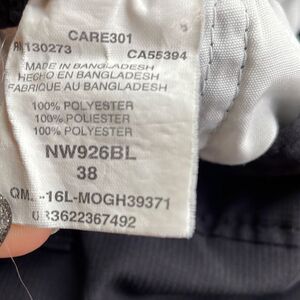 CARE301
RN 130273 CA55394
MADE IN BANGLADESH
HECHO EN BANGLADESH
FABRIQUE AU BANGLADESH
100% POLYESTER
100% POLIESTER
100% POLYESTER
NW926BL
38
-16L-MOGH39371
3622367492